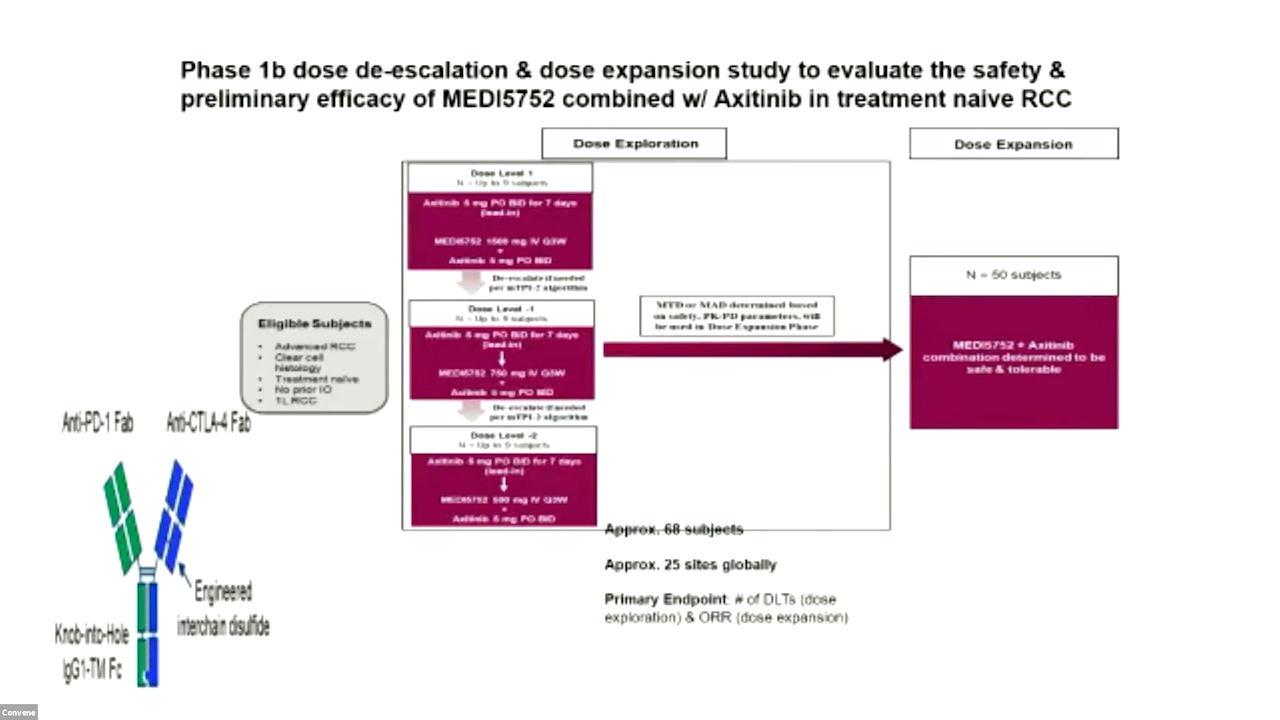 Phase 1b dose de-escalation & dose expansion study to evaluate the safety &
preliminary efficacy of MEDI5752 combined w/ Axitinib in treatment naive RCC
Dose Exploration
Dose Expansion
Dose Level 1
N – Up to 9 subjects
Axitinib 5 mg PO BID for 7 days
(lead-in)
MEDI5752 1500 mg IV Q3W
+
Axitinib 5 mg PO BID
De-escalate if needed
per mTPI-2 algorithm
Dose Level -1
N – Up to 9 subjects
Axitinib 5 mg PO BID for 7 days
(lead-in)
MEDI5752 750 mg IV Q3W
+
Axitinib 5 mg PO BID
De-escalate if needed
per mTPI-2 algorithm
Dose Level -2
N – Up to 9 subjects
Axitinib 5 mg PO BID for 7 days
(lead-in)
MEDI5752 500 mg IV Q3W
+
Axitinib 5 mg PO BID
Eligible Subjects
• Advanced RCC
• Clear cell
histology
• Treatment naïve
• No prior IO
• 1L RCC
MTD or MAD determined based
on safety, PK/PD parameters, will
be used in Dose Expansion Phase
N = 50 subjects
MEDI5752 + Axitinib
combination determined to be
safe & tolerable
Anti-PD-1 Fab
Anti-CTLA-4 Fab
Engineered
interchain disulfide
Knob-into-Hole
IgG1-TM Fc
Approx. 68 subjects
Approx. 25 sites globally
Primary Endpoint: # of DLTs (dose
exploration) & ORR (dose expansion)
Convene